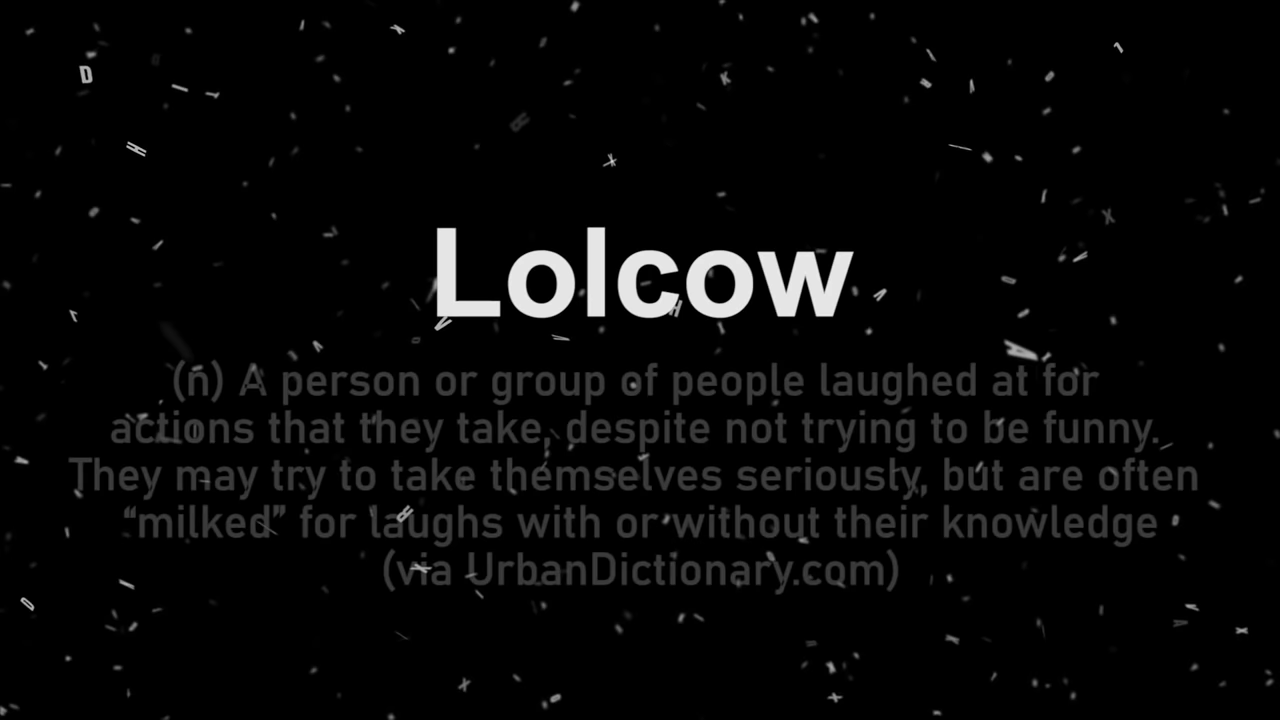 Lolcow
(n) A person or group of people laughed at for
actions that they take, despite not trying to be funny.
They may try to take themselves seriously, but are often
“milked” for laughs with or without their knowledge
(via UrbanDictionary.com)